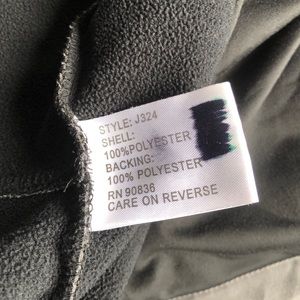 STYLE: J324
SHELL:
100%POLYESTER
BACKING:
100% POLYESTER
RN 90836
CARE ON REVERSE